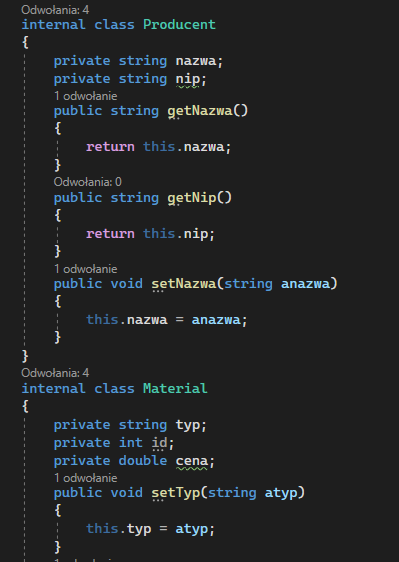 Odwołania: 4
internal class Producent
{
private string nazwa;
private string nip;
1 odwołanie
public string getNazwa()
{
return this.nazwa;
}
Odwołania: 0
public string getNip()
{
return this.nip;
}
1 odwołanie
public void setNazwa(string anazwa)
{
this.nazwa = anazwa;
}
}
Odwołania: 4
internal class Material
{
private string typ;
private int id;
private double cena;
1 odwołanie
public void setTyp(string atyp)
{
this.typ = atyp;
}